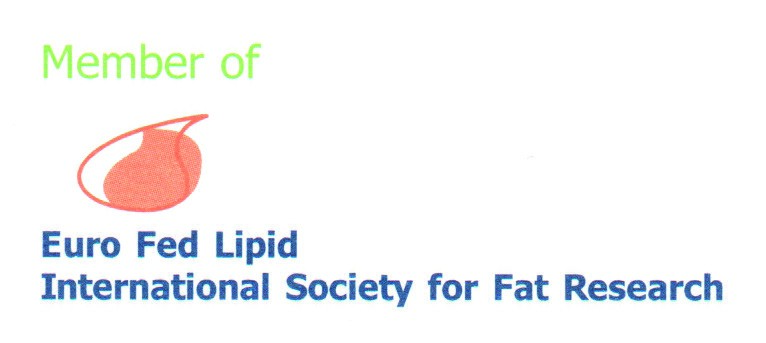 Member of
Euro Fed Lipid
International Society for Fat Research